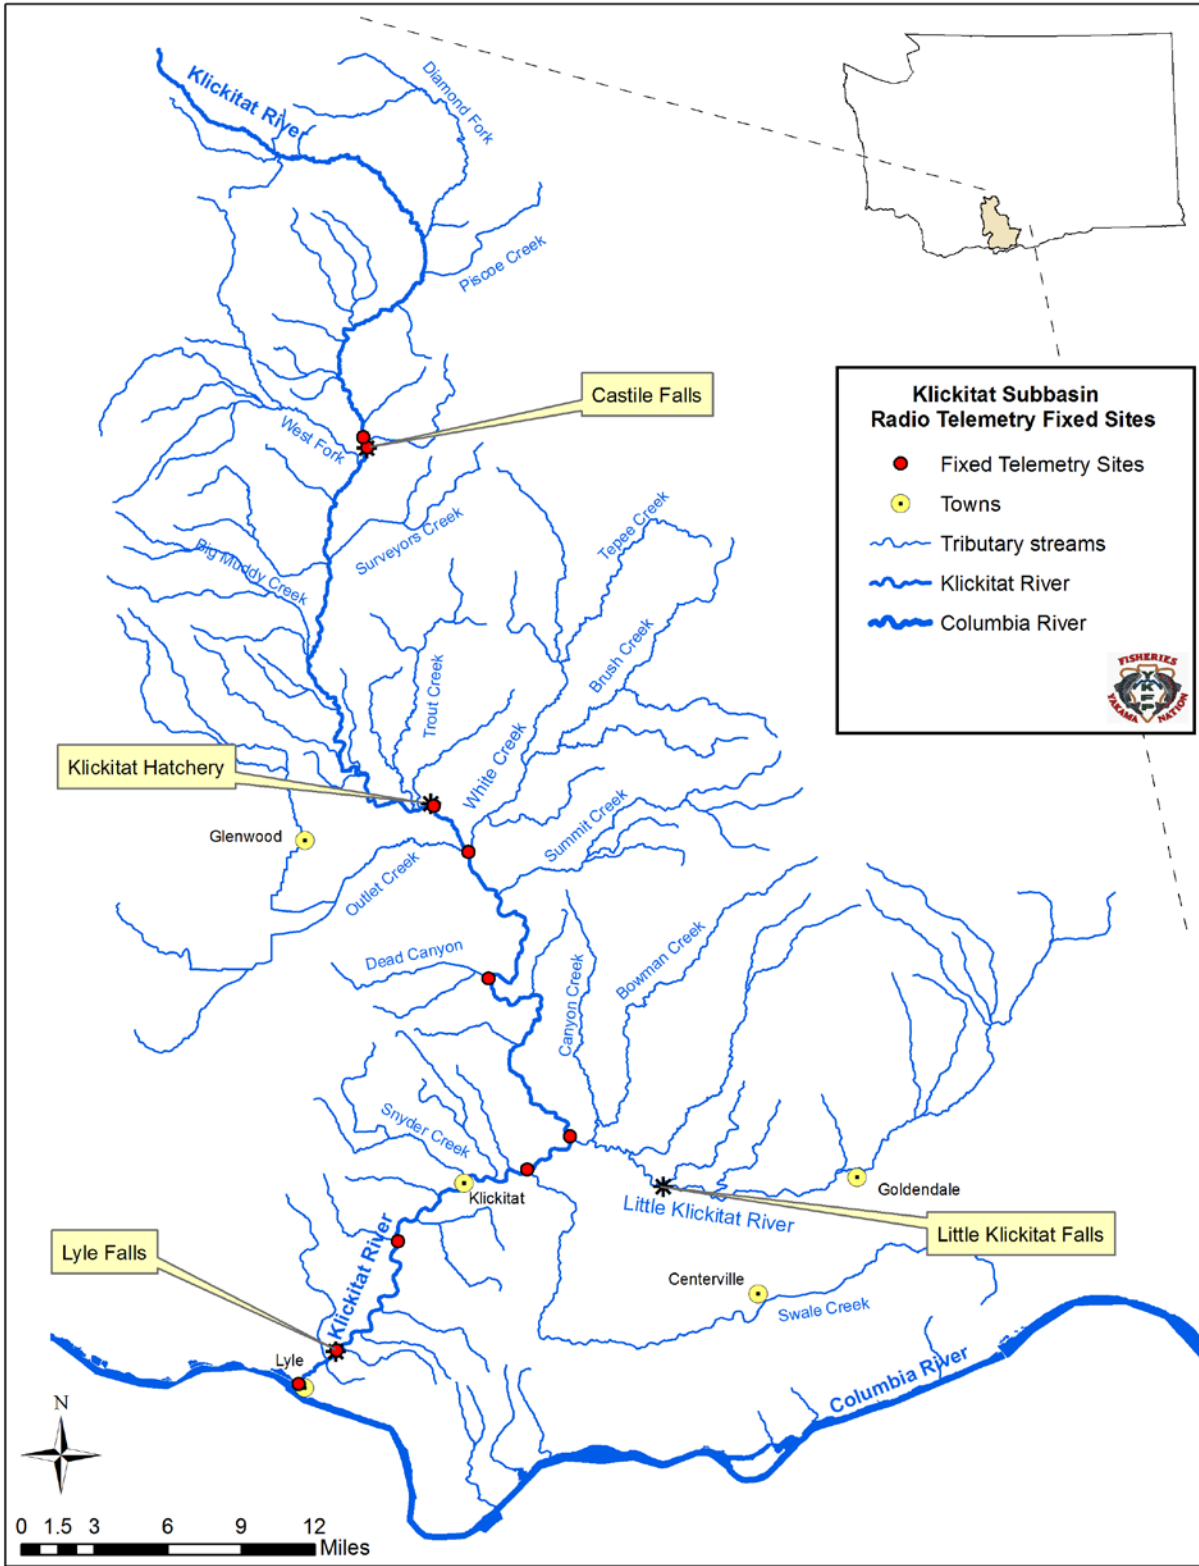 Klickitat River
Diamond Fork
Piscoe Creek
Castile Falls
West Fork
Klickitat Subbasin
Radio Telemetry Fixed Sites
Fixed Telemetry Sites
Towns
Tributary streams
Klickitat River
Columbia River
FISHERIES
YKFP
YAKAMA NATION
Surveyors Creek
Tepee Creek
Big Muddy Creek
Brush Creek
Trout Creek
White Creek
Klickitat Hatchery
Glenwood
Summit Creek
Outlet Creek
Dead Canyon
Bowman Creek
Canyon Creek
Snyder Creek
Klickitat
Goldendale
Little Klickitat River
Little Klickitat Falls
Lyle Falls
Klickitat River
Centerville
Swale Creek
Lyle
Columbia River
N
0 1.5 3 6 9 12
Miles